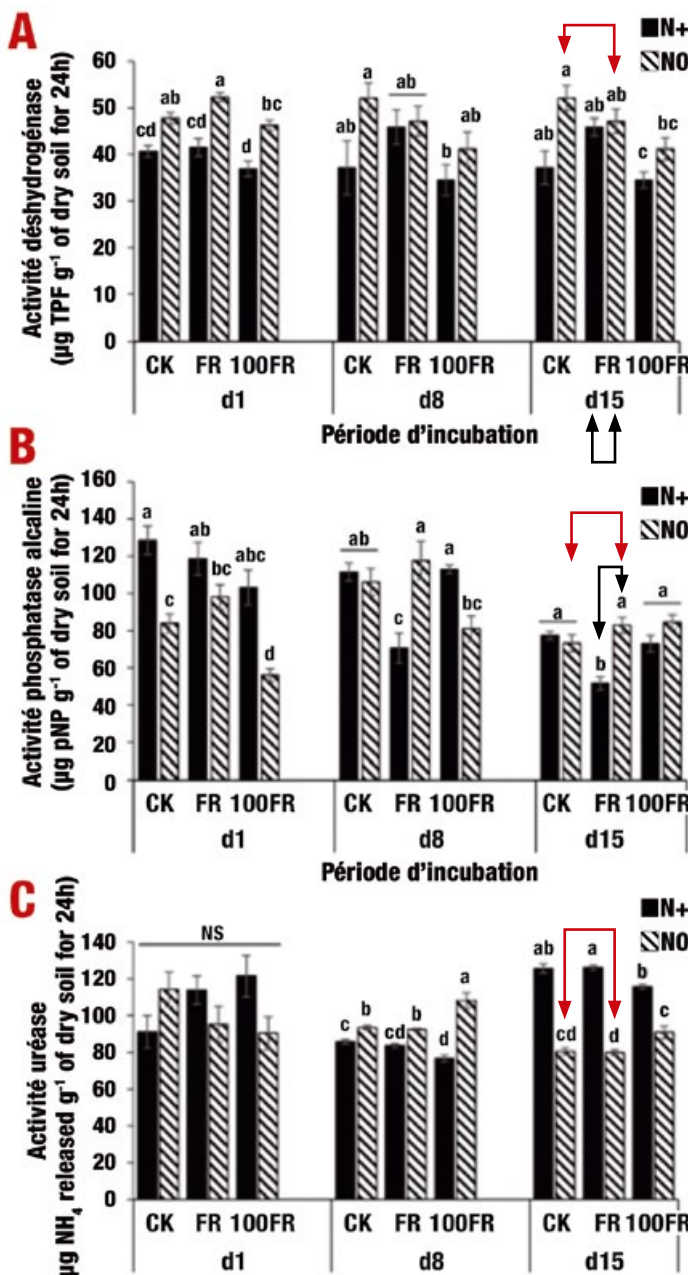 A
N+
N0
Activité déshydrogénase
(µg TPF g⁻¹ of dry soil for 24h)
60
50
40
30
20
10
0
cd ab cd a d bc
ab a ab b ab
ab a ab ab c bc
CK FR 100FR CK FR 100FR CK FR 100FR
d1 d8 d15
Période d'incubation
B
N+
N0
Activité phosphatase alcaline
(µg pNP g⁻¹ of dry soil for 24h)
160
140
120
100
80
60
40
20
0
a c ab bc abc d
ab c a a bc
a b a a
CK FR 100FR CK FR 100FR CK FR 100FR
d1 d8 d15
Période d'incubation
C
N+
N0
Activité uréase
µg NH₄ released g⁻¹ of dry soil for 24h)
140
120
100
80
60
40
20
0
NS
c b cd b d a
ab cd a d b c
CK FR 100FR CK FR 100FR CK FR 100FR
d1 d8 d15